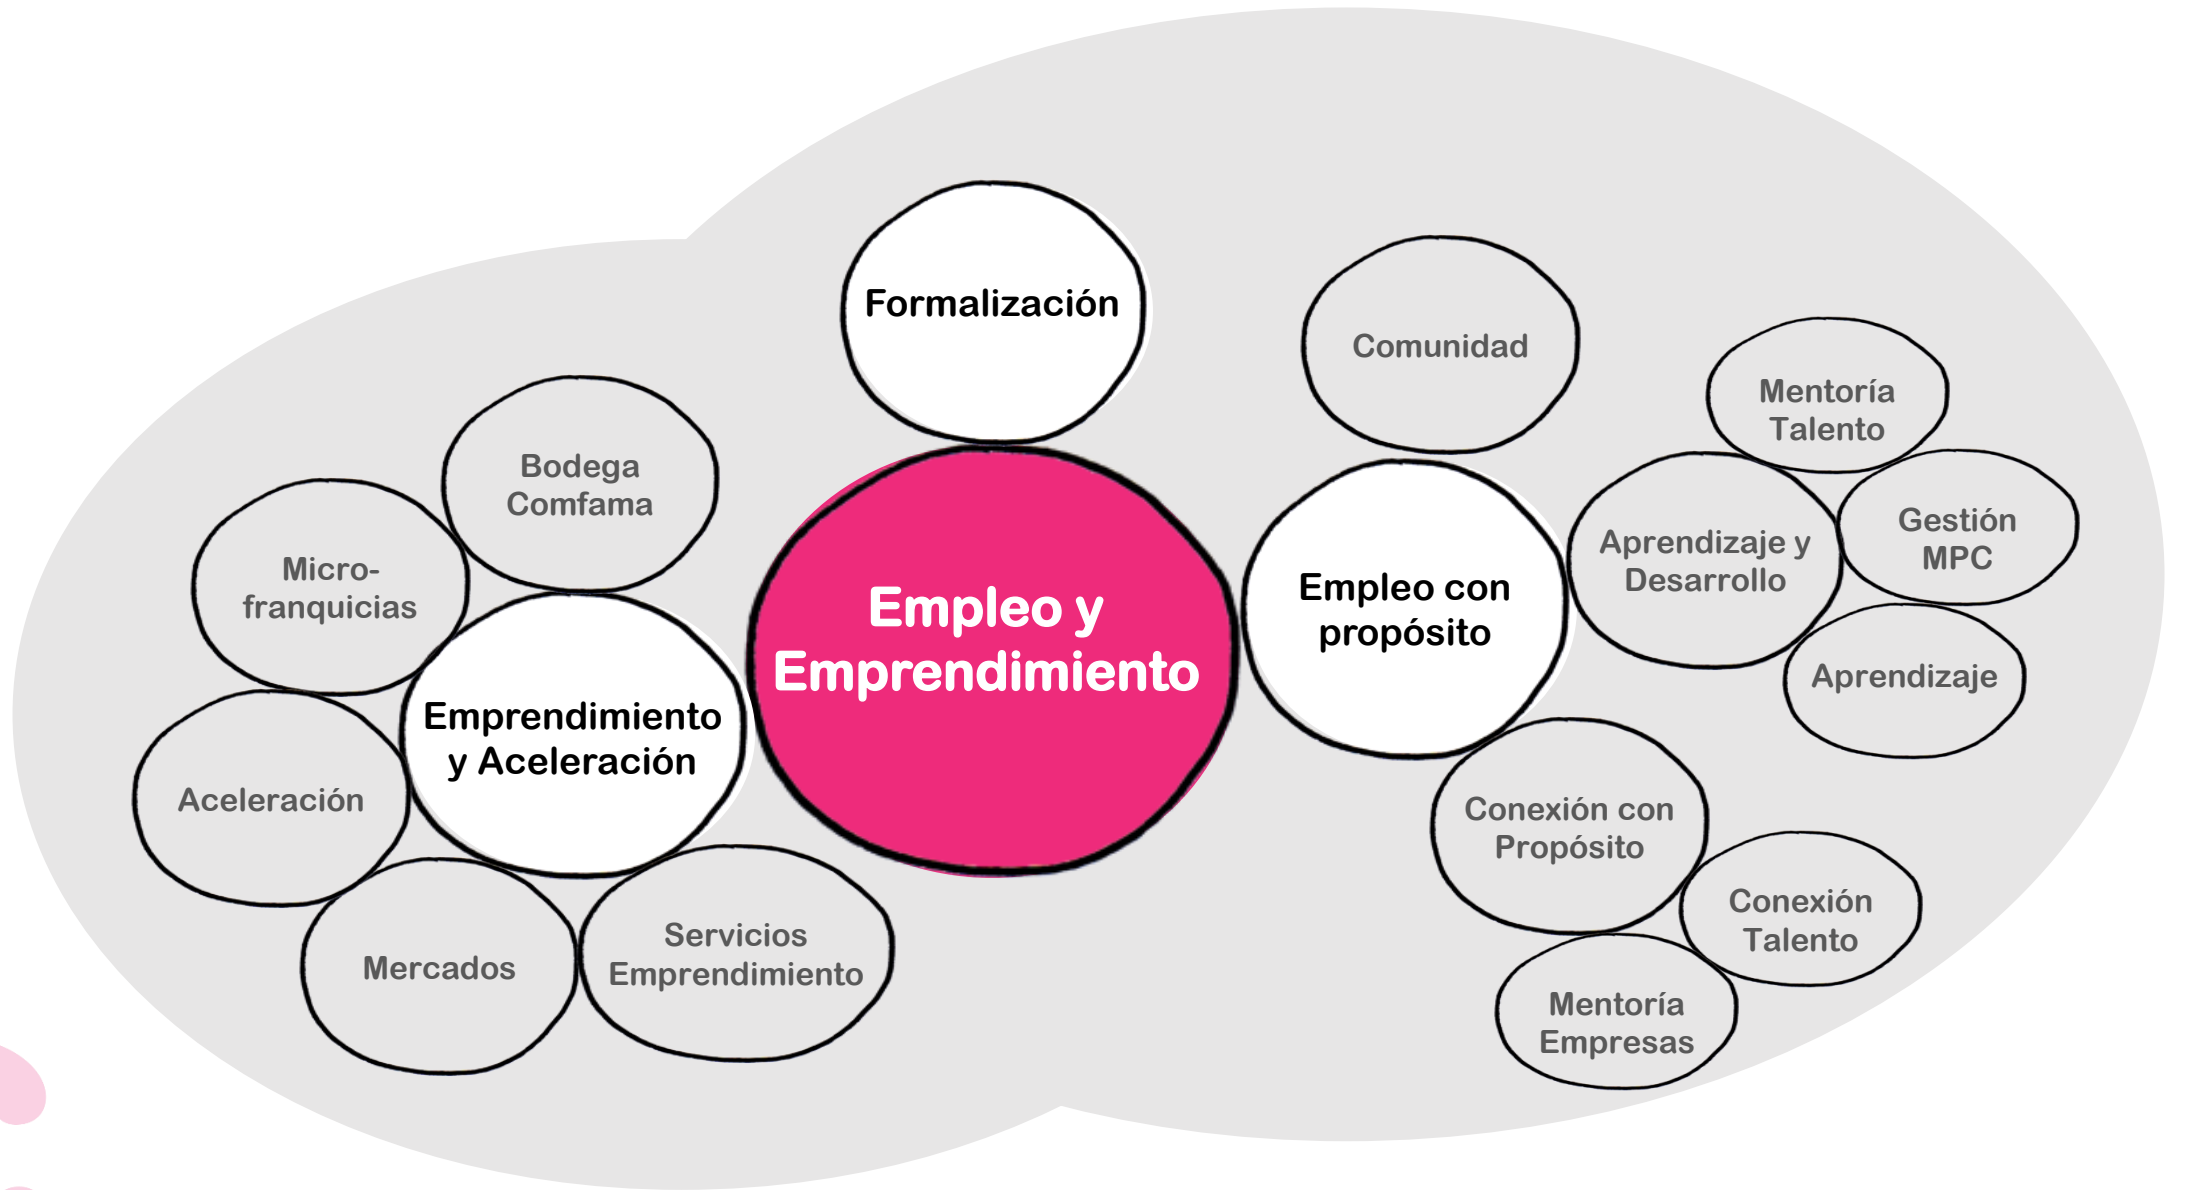 Formalización
Comunidad
Mentoría
Talento
Bodega
Comfama
Gestión
MPC
Aprendizaje y
Desarrollo
Micro-
franquicias
Empleo con
propósito
Empleo y
Emprendimiento
Aprendizaje
Emprendimiento
y Aceleración
Aceleración
Conexión con
Propósito
Conexión
Talento
Servicios
Emprendimiento
Mercados
Mentoría
Empresas